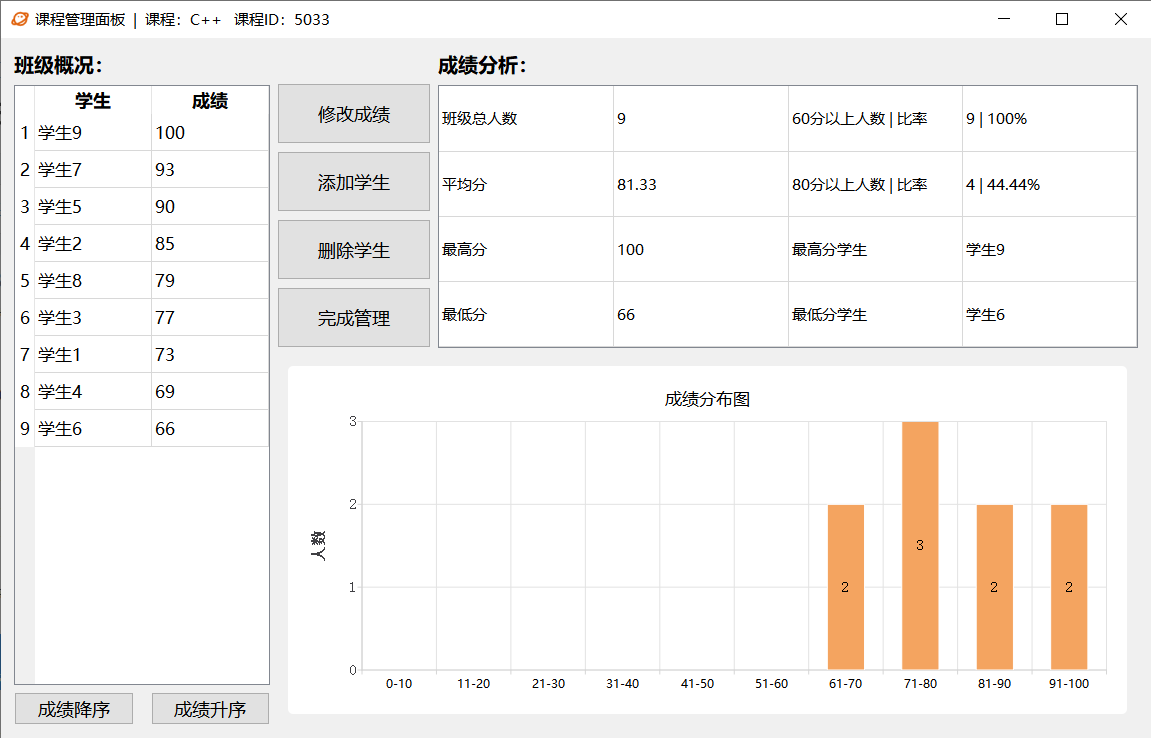 课程管理面板 | 课程：C++ 课程ID：5033
班级概况：
学生 成绩
1 学生9 100
2 学生7 93
3 学生5 90
4 学生2 85
5 学生8 79
6 学生3 77
7 学生1 73
8 学生4 69
9 学生6 66
成绩降序 成绩升序
修改成绩
添加学生
删除学生
完成管理
成绩分析：
班级总人数 9 60分以上人数 | 比率 9 | 100%
平均分 81.33 80分以上人数 | 比率 4 | 44.44%
最高分 100 最高分学生 学生9
最低分 66 最低分学生 学生6
成绩分布图
人数
3
2
1
0
2 3 2 2
0-10 11-20 21-30 31-40 41-50 51-60 61-70 71-80 81-90 91-100